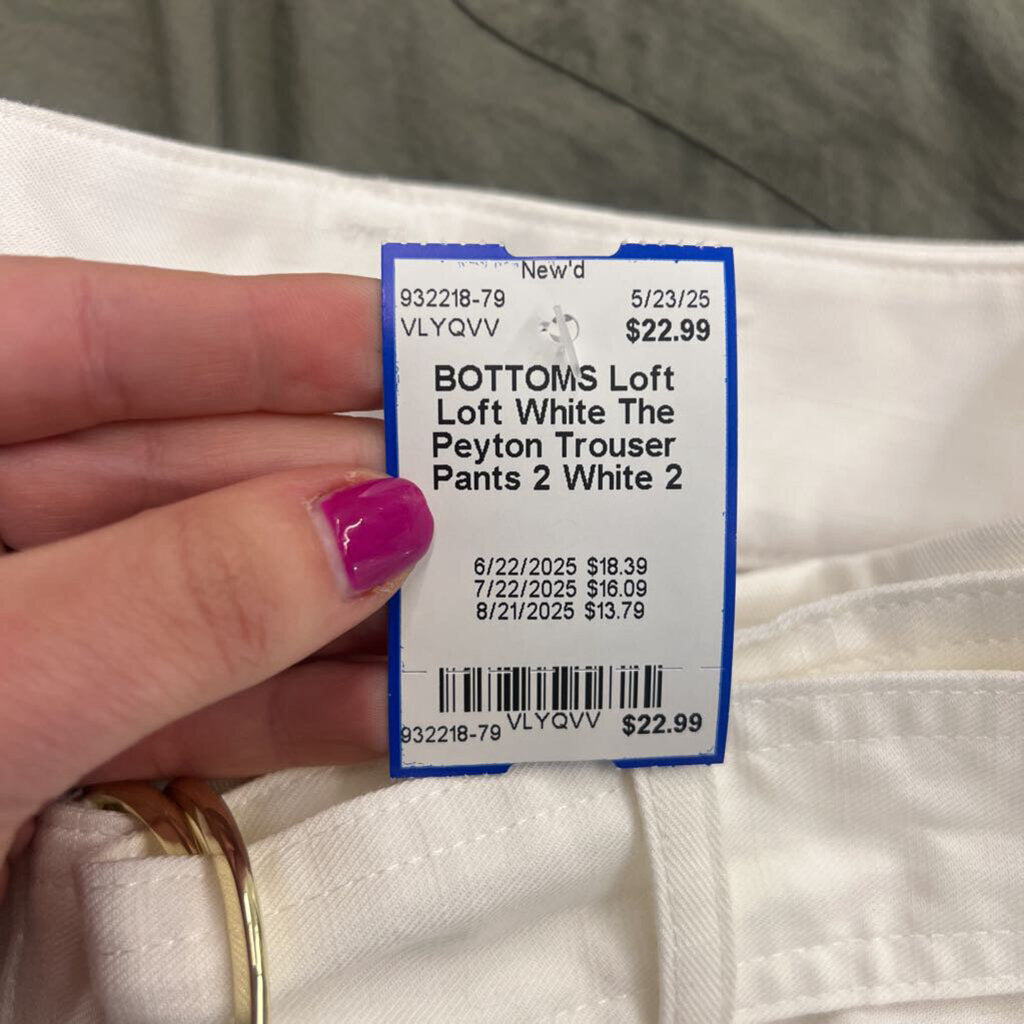 New'd
932218-79 5/23/25
VLYQVV $22.99
BOTTOMS Loft
Loft White The
Peyton Trouser
Pants 2 White 2
6/22/2025 $18.39
7/22/2025 $16.09
8/21/2025 $13.79
932218-79 VLYQVV $22.99